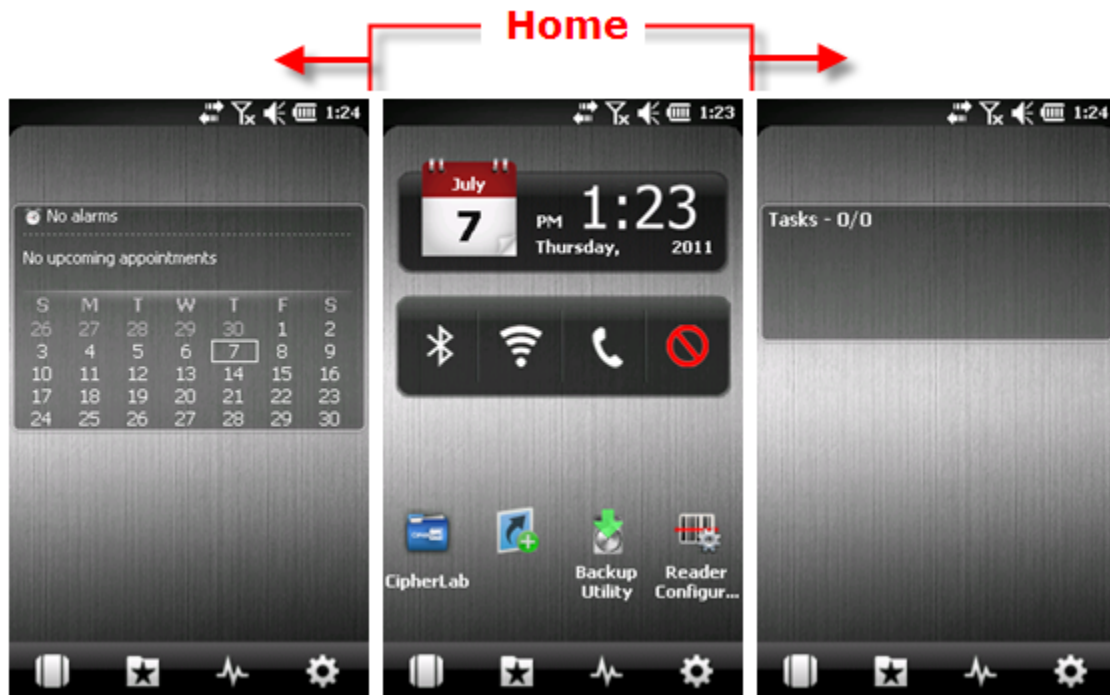 Home
1:24
No alarms
No upcoming appointments
S M T W T F S
26 27 28 29 30 1 2
3 4 5 6 7 8 9
10 11 12 13 14 15 16
17 18 19 20 21 22 23
24 25 26 27 28 29 30
1:23
July
7
PM 1:23
Thursday, 2011
CipherLab
Backup Utility
Reader Configur...
1:24
Tasks - 0/0